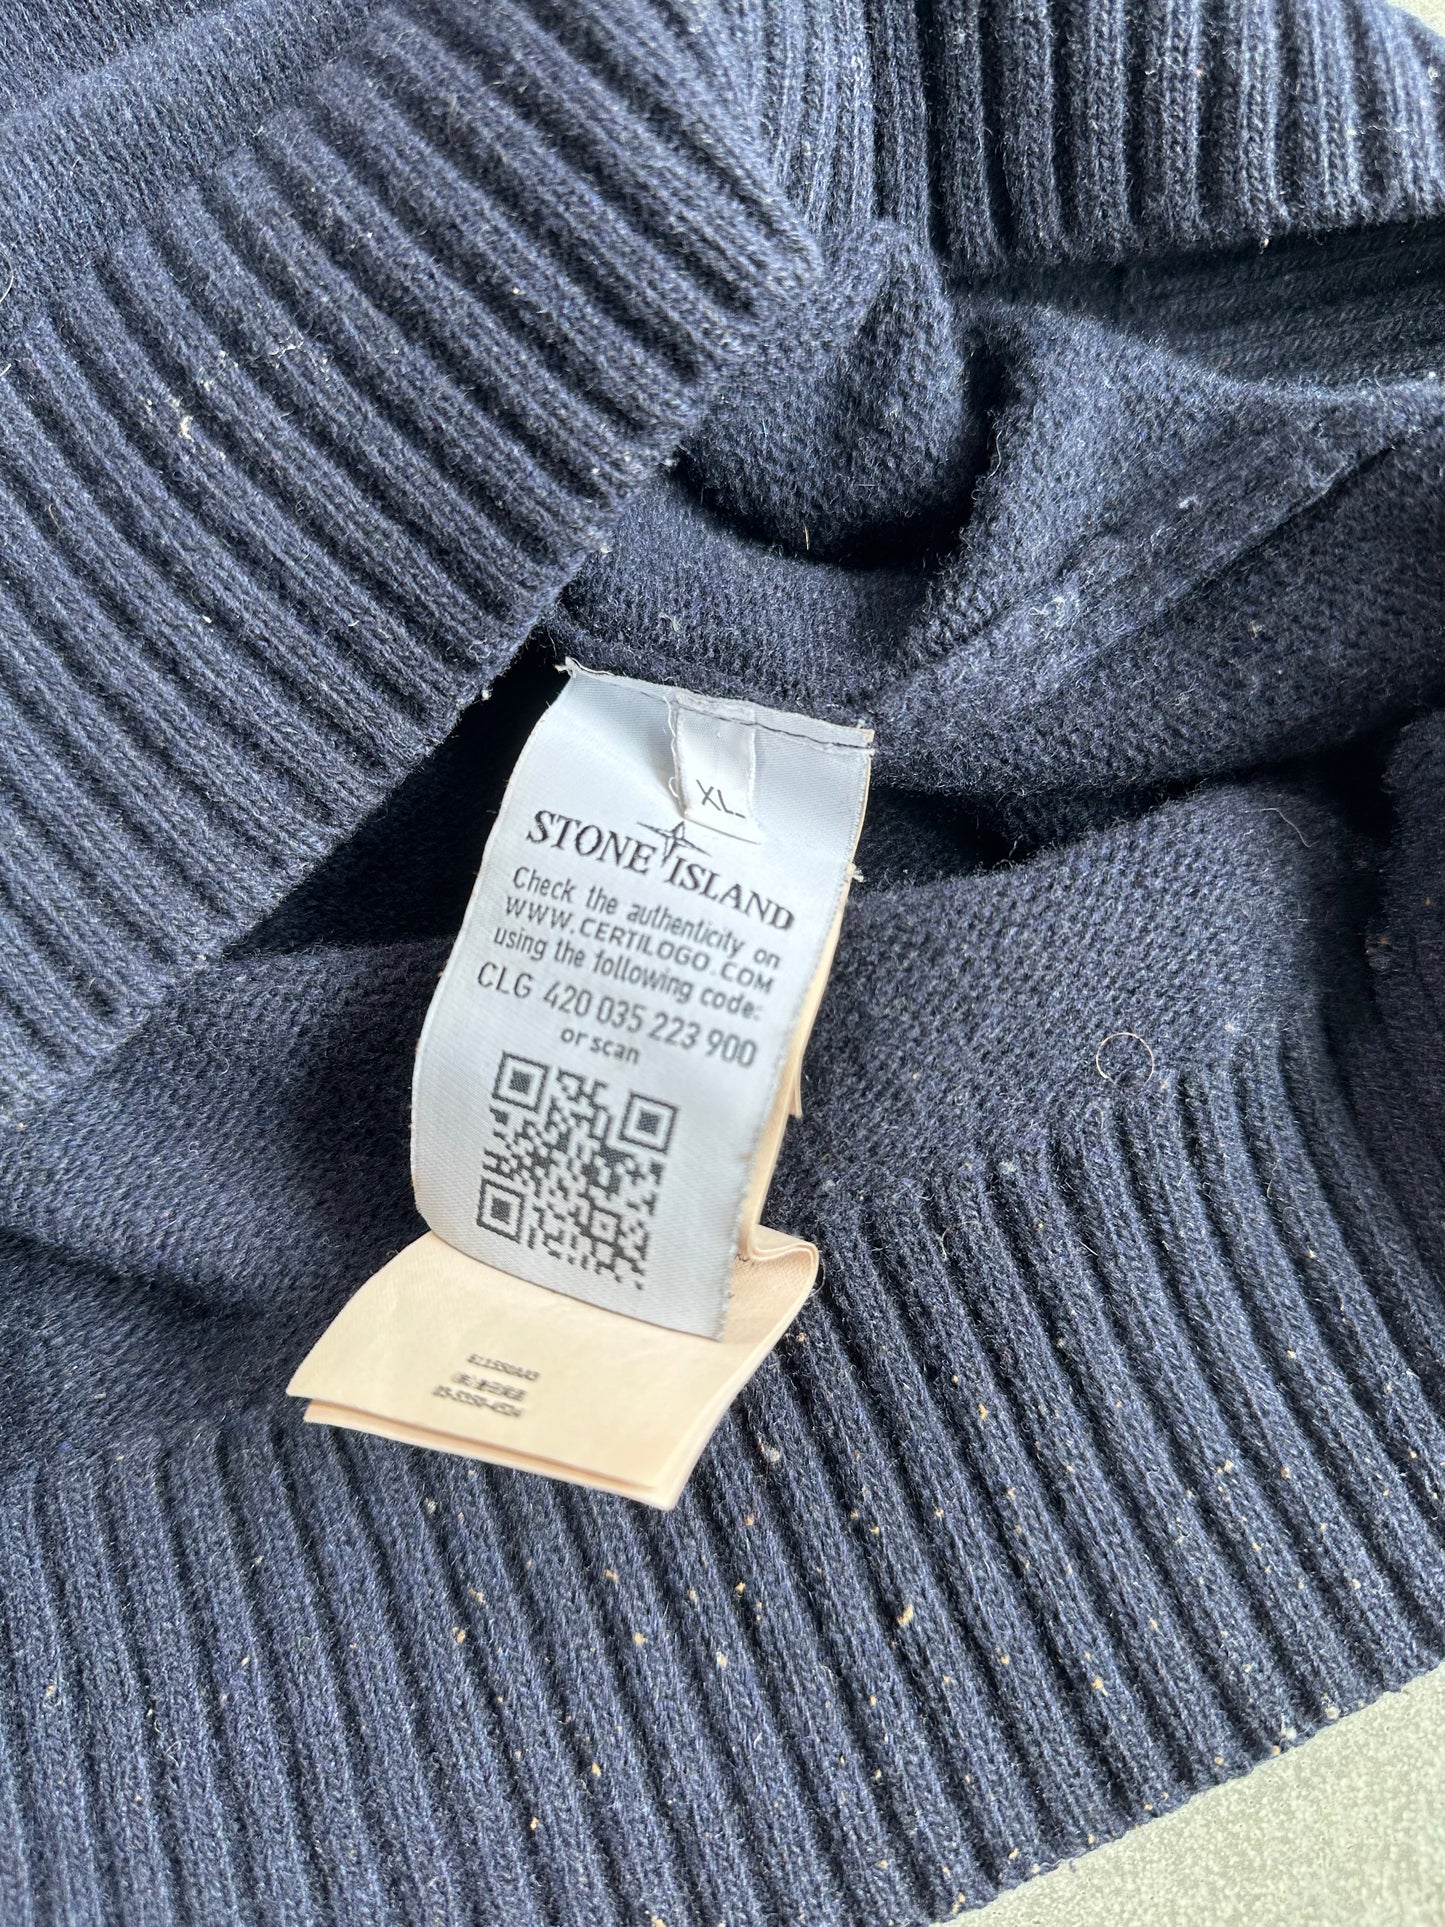 XL
STONE ISLAND
Check the authenticity on
WWW.CERTILOGO.COM
using the following code:
CLG 420 035 223 900
or scan